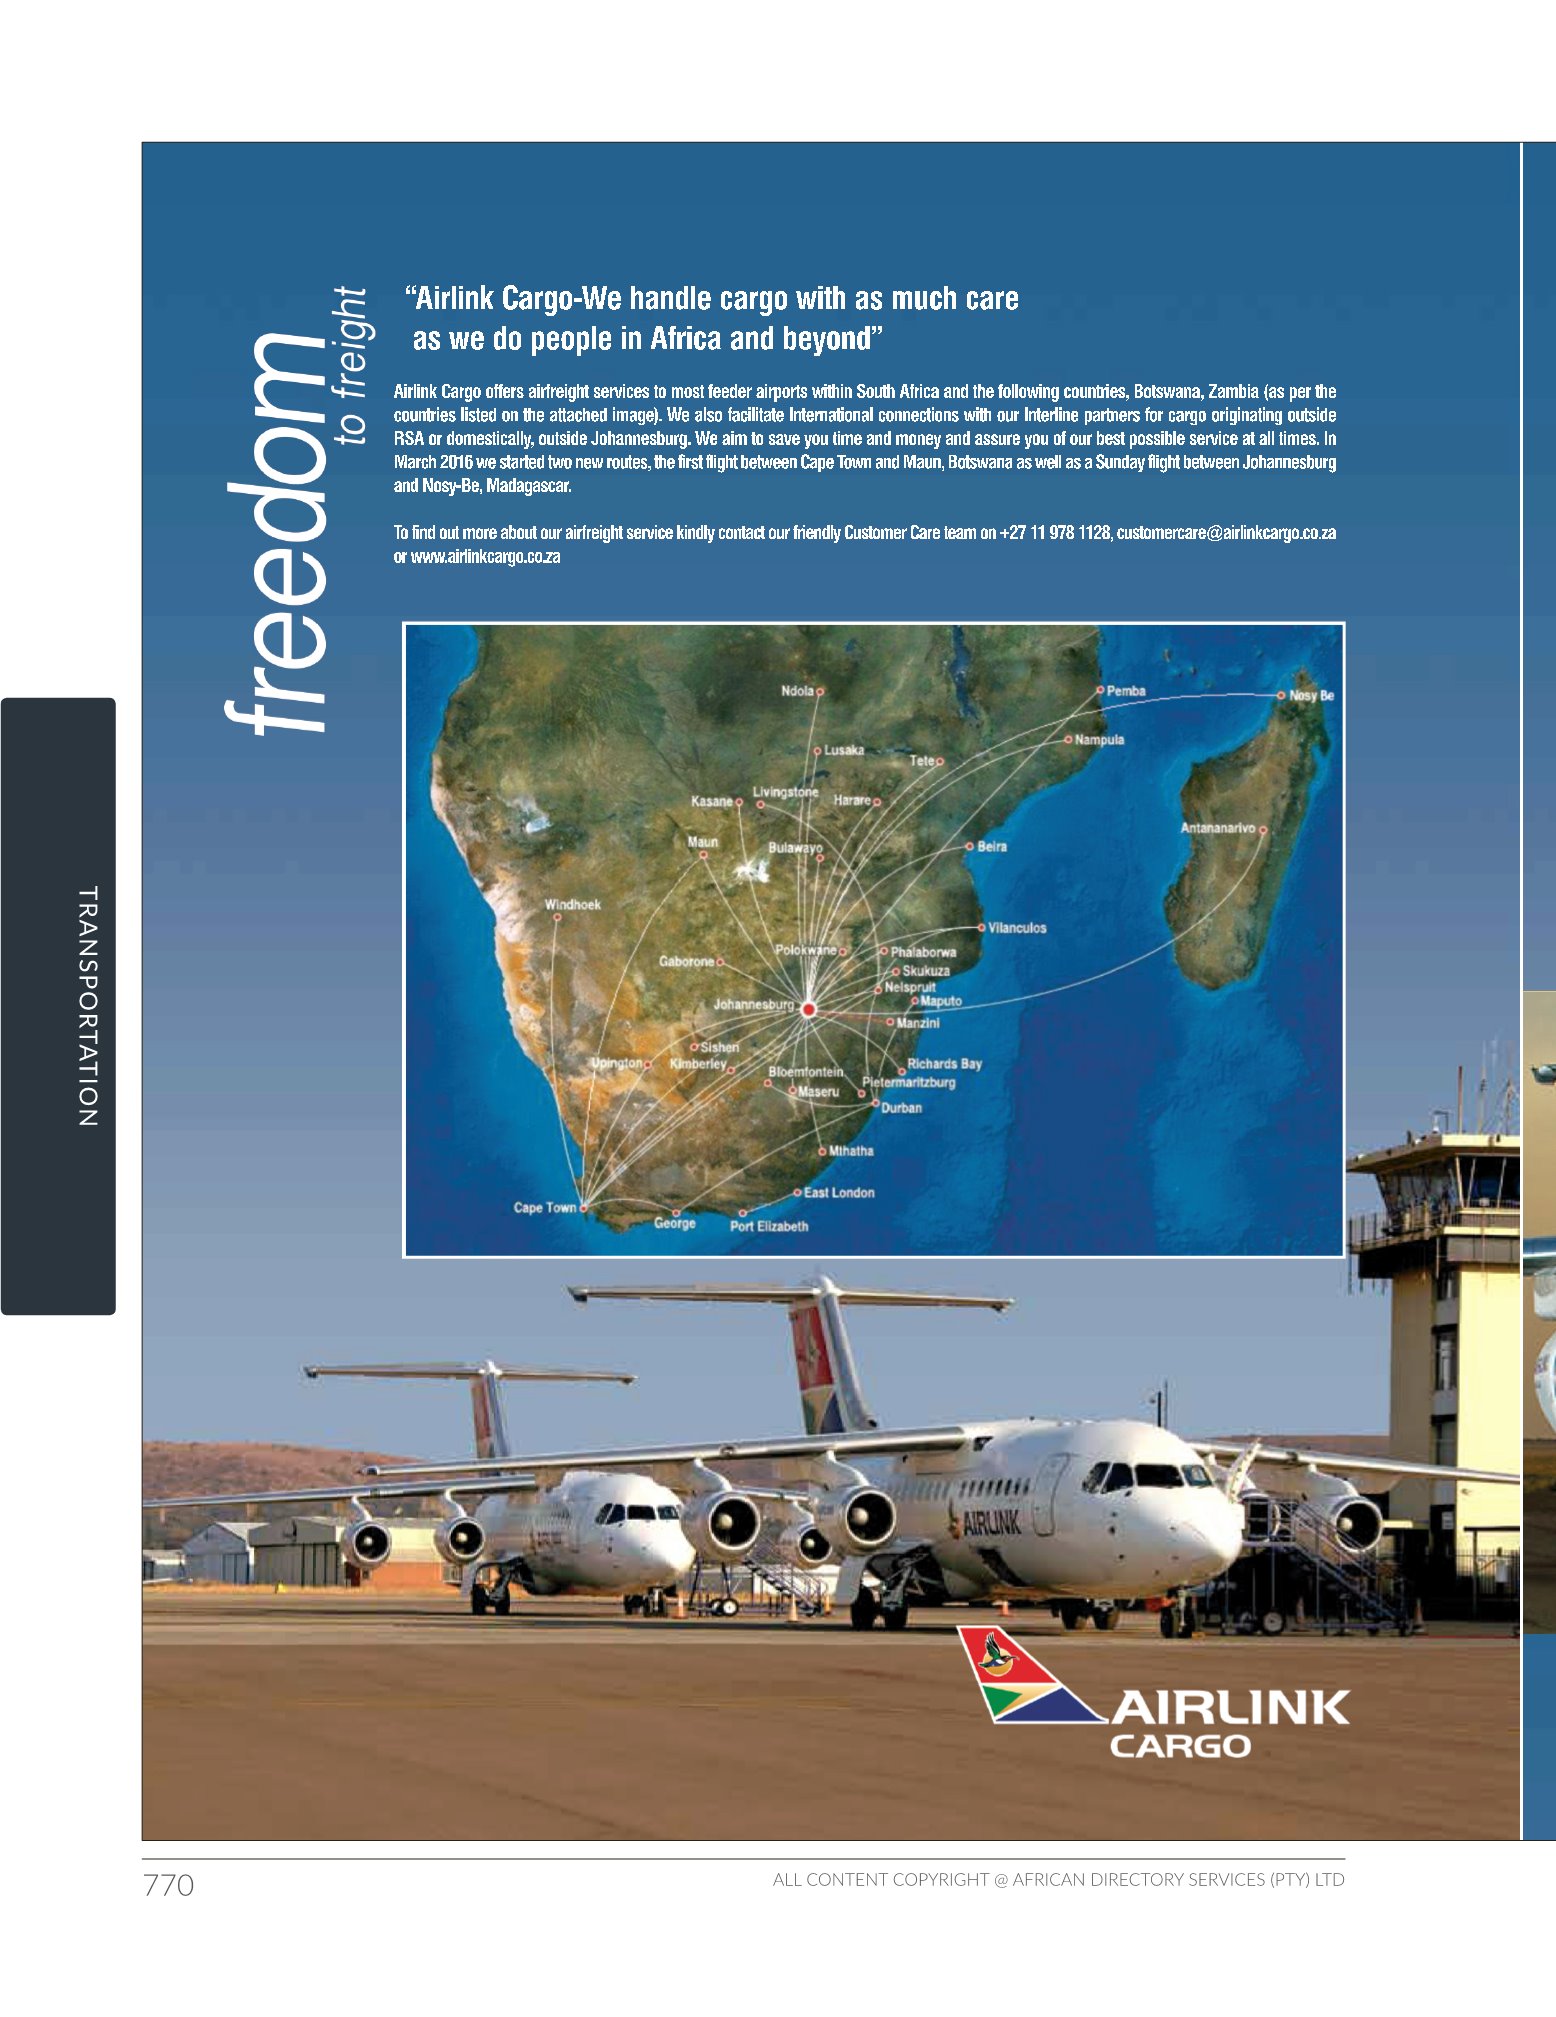 TRANSPORTATION
freedom
to freight
“Airlink Cargo-We handle cargo with as much care
as we do people in Africa and beyond”
Airlink Cargo offers airfreight services to most feeder airports within South Africa and the following countries, Botswana, Zambia (as per the
countries listed on the attached image). We also facilitate International connections with our Interline partners for cargo originating outside
RSA or domestically, outside Johannesburg. We aim to save you time and money and assure you of our best possible service at all times. In
March 2016 we started two new routes, the first flight between Cape Town and Maun, Botswana as well as a Sunday flight between Johannesburg
and Nosy-Be, Madagascar.
To find out more about our airfreight service kindly contact our friendly Customer Care team on +27 11 978 1128, customercare@airlinkcargo.co.za
or www.airlinkcargo.co.za
Ndola
Pemba
Nosy Be
Nampula
Lusaka
Tete
Livingstone
Kasane
Harare
Antananarivo
Maun
Bulawayo
Beira
Windhoek
Vilanculos
Polokwane
Phalaborwa
Gaborone
Skukuza
Nelspruit
Maputo
Johannesburg
Manzini
Sishen
Upington
Kimberley
Richards Bay
Bloemfontein
Pietermaritzburg
Maseru
Durban
Mthatha
East London
Cape Town
George
Port Elizabeth
AIRLINK
AIRLINK
CARGO
770
ALL CONTENT COPYRIGHT @ AFRICAN DIRECTORY SERVICES (PTY) LTD